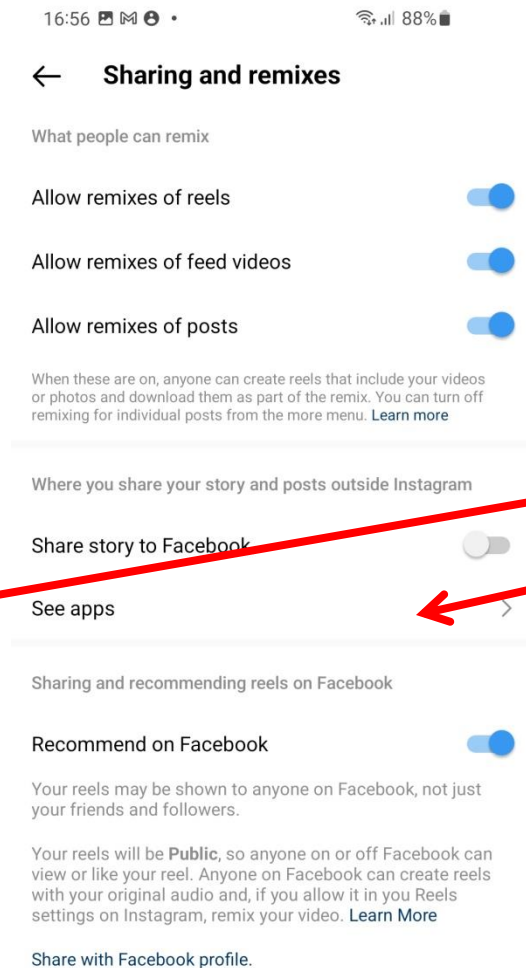 16:56 88%
Sharing and remixes
What people can remix
Allow remixes of reels
Allow remixes of feed videos
Allow remixes of posts
When these are on, anyone can create reels that include your videos
or photos and download them as part of the remix. You can turn off
remixing for individual posts from the more menu. Learn more
Where you share your story and posts outside Instagram
Share story to Facebook
See apps
Sharing and recommending reels on Facebook
Recommend on Facebook
Your reels may be shown to anyone on Facebook, not just
your friends and followers.
Your reels will be Public, so anyone on or off Facebook can
view or like your reel. Anyone on Facebook can create reels
with your original audio and, if you allow it in you Reels
settings on Instagram, remix your video. Learn More
Share with Facebook profile.